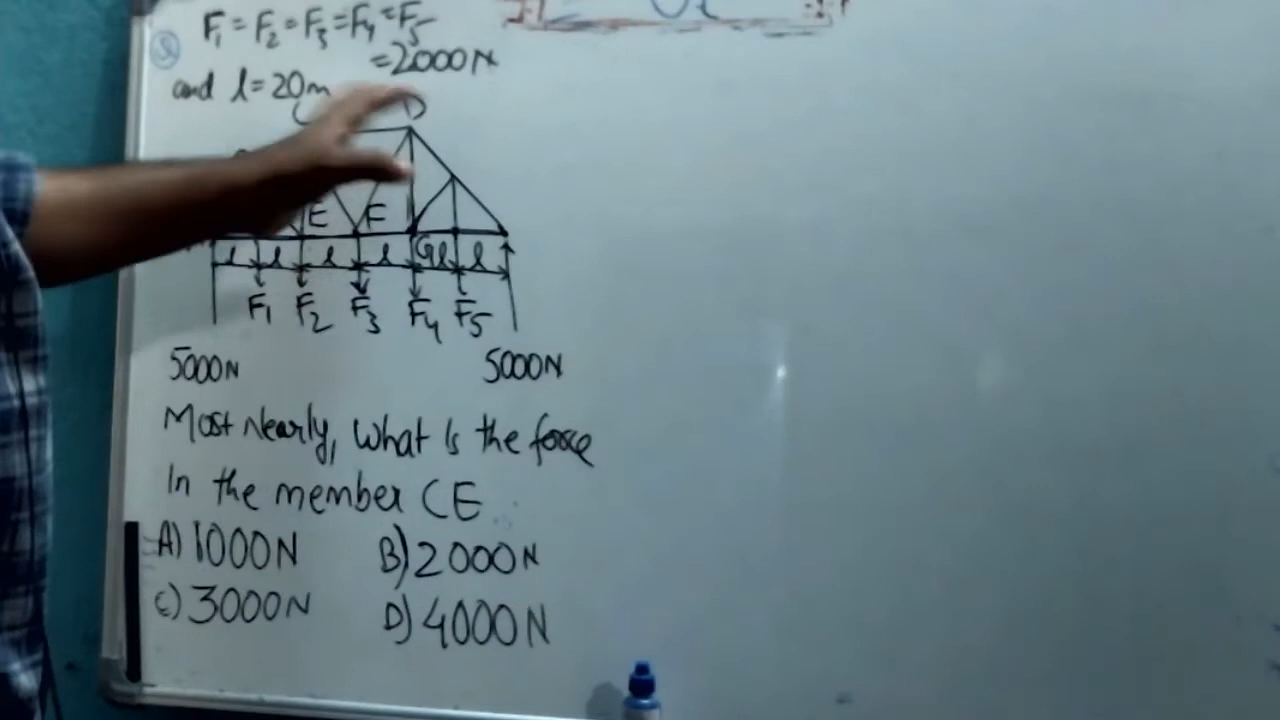 F1 = F2 = F3 = F4 = F5
= 2000N
and l = 20m
C D
E F
l l l l G l l
F1 F2 F3 F4 F5
5000N 5000N
Most Nearly, What Is the force
In the member CE
A) 1000N B) 2000N
C) 3000N D) 4000N